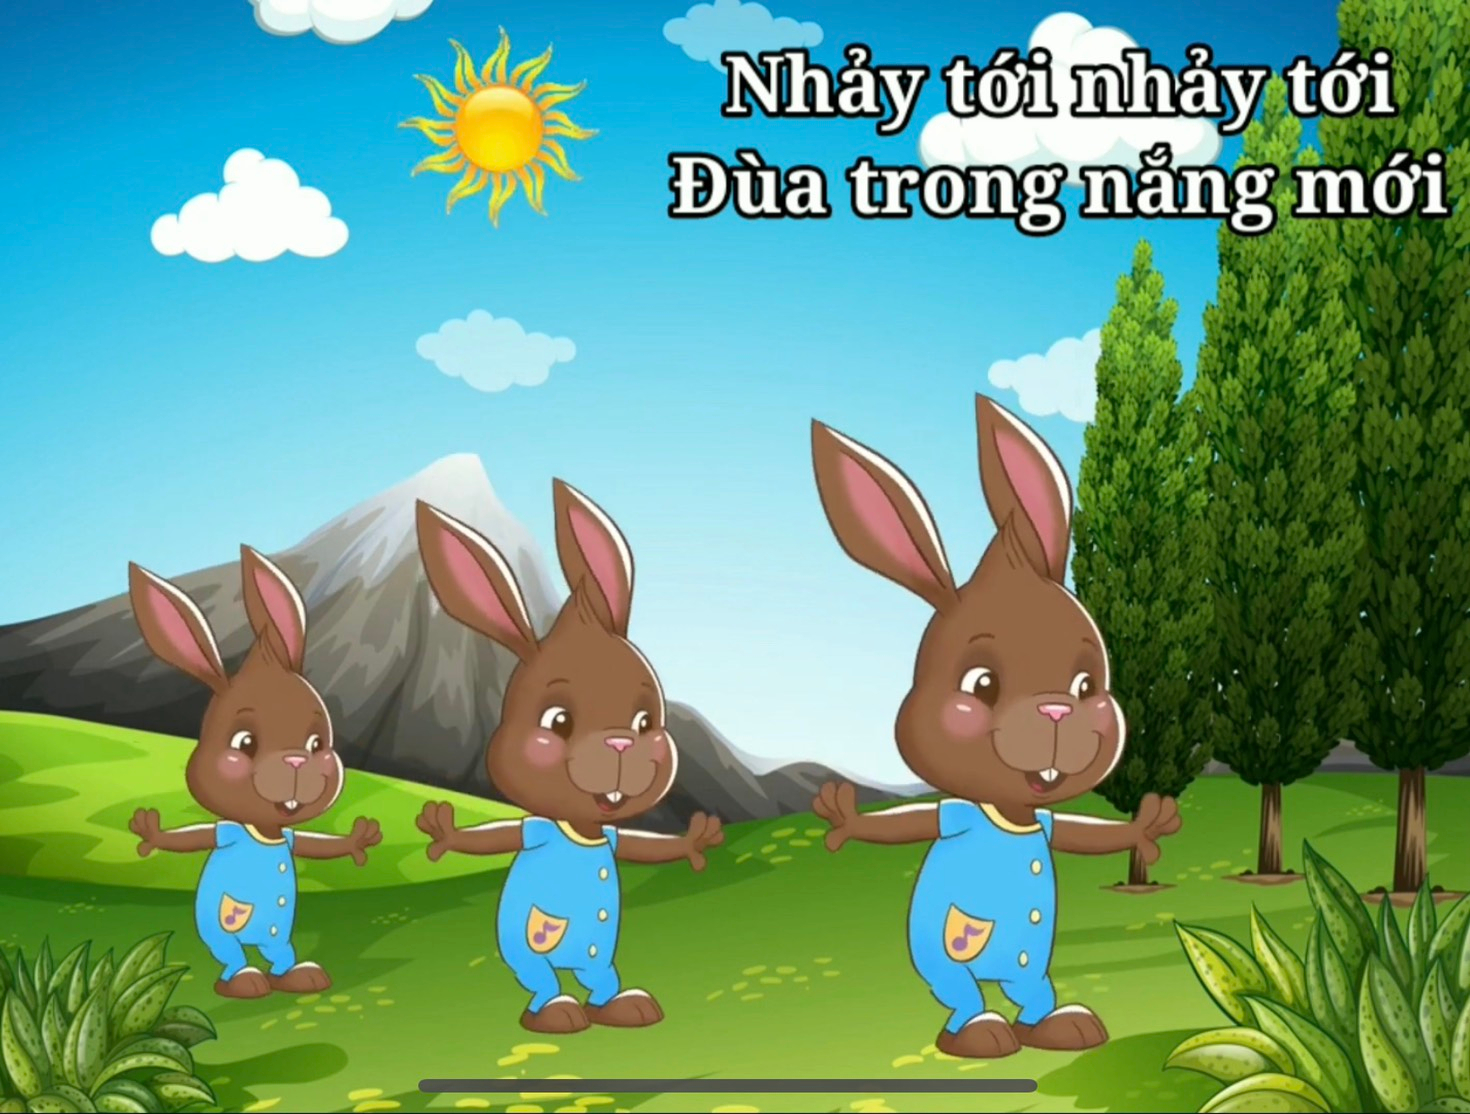 Nhảy tới nhảy tới
Đùa trong nắng mới